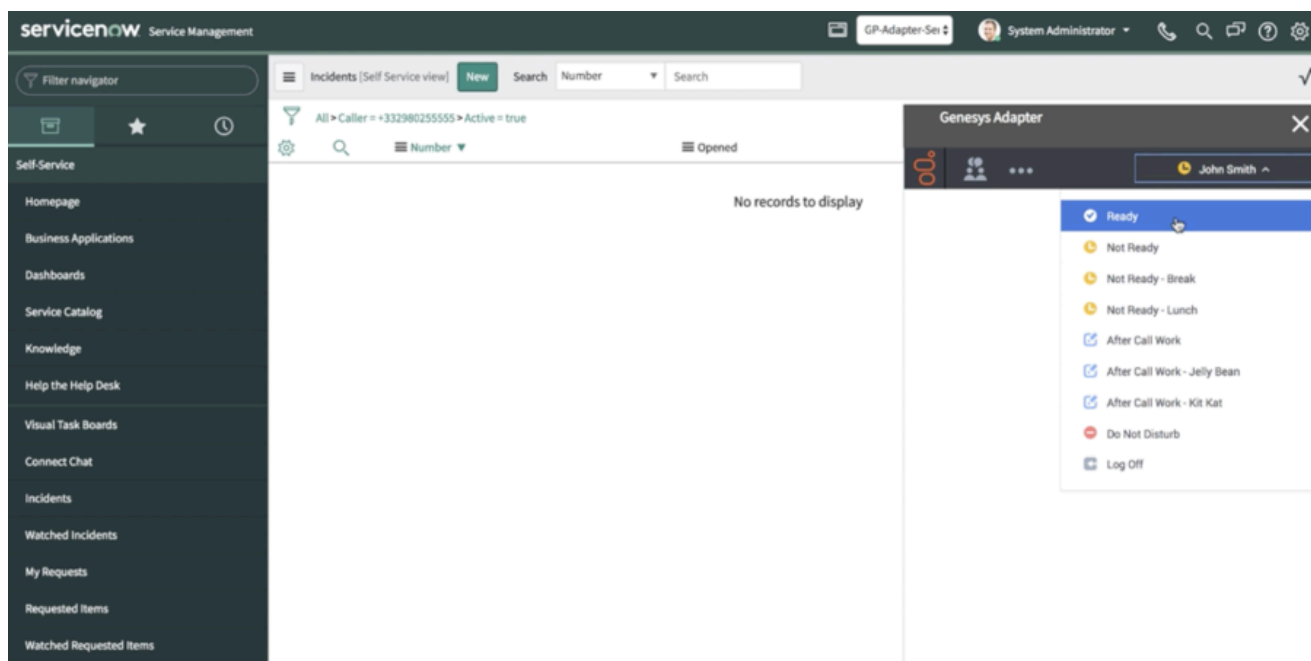 servicenow Service Management
GP-Adapter-Ser
System Administrator
Filter navigator
Incidents [Self Service view] New Search Number Search
All > Caller = +332980255555 > Active = true
Number Opened
No records to display
Self-Service
Homepage
Business Applications
Dashboards
Service Catalog
Knowledge
Help the Help Desk
Visual Task Boards
Connect Chat
Incidents
Watched Incidents
My Requests
Requested Items
Watched Requested Items
Genesys Adapter
John Smith
Ready
Not Ready
Not Ready - Break
Not Ready - Lunch
After Call Work
After Call Work - Jelly Bean
After Call Work - Kit Kat
Do Not Disturb
Log Off